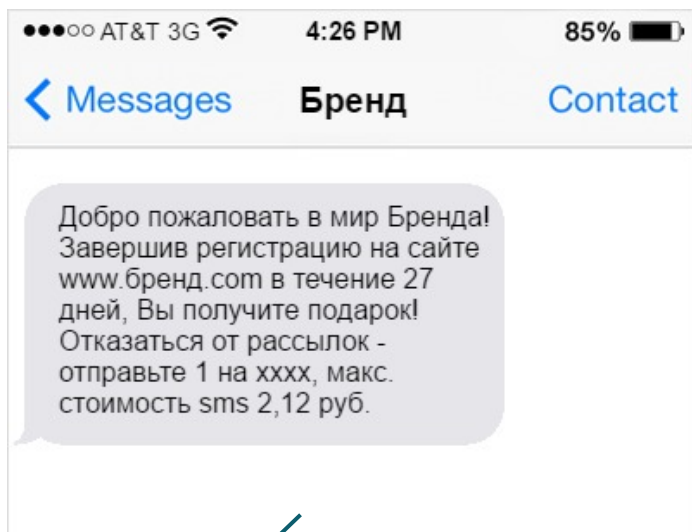 AT&T 3G 4:26 PM 85%
Messages Бренд Contact
Добро пожаловать в мир Бренда!
Завершив регистрацию на сайте
www.бренд.com в течение 27
дней, Вы получите подарок!
Отказаться от рассылок -
отправьте 1 на xxxx, макс.
стоимость sms 2,12 руб.